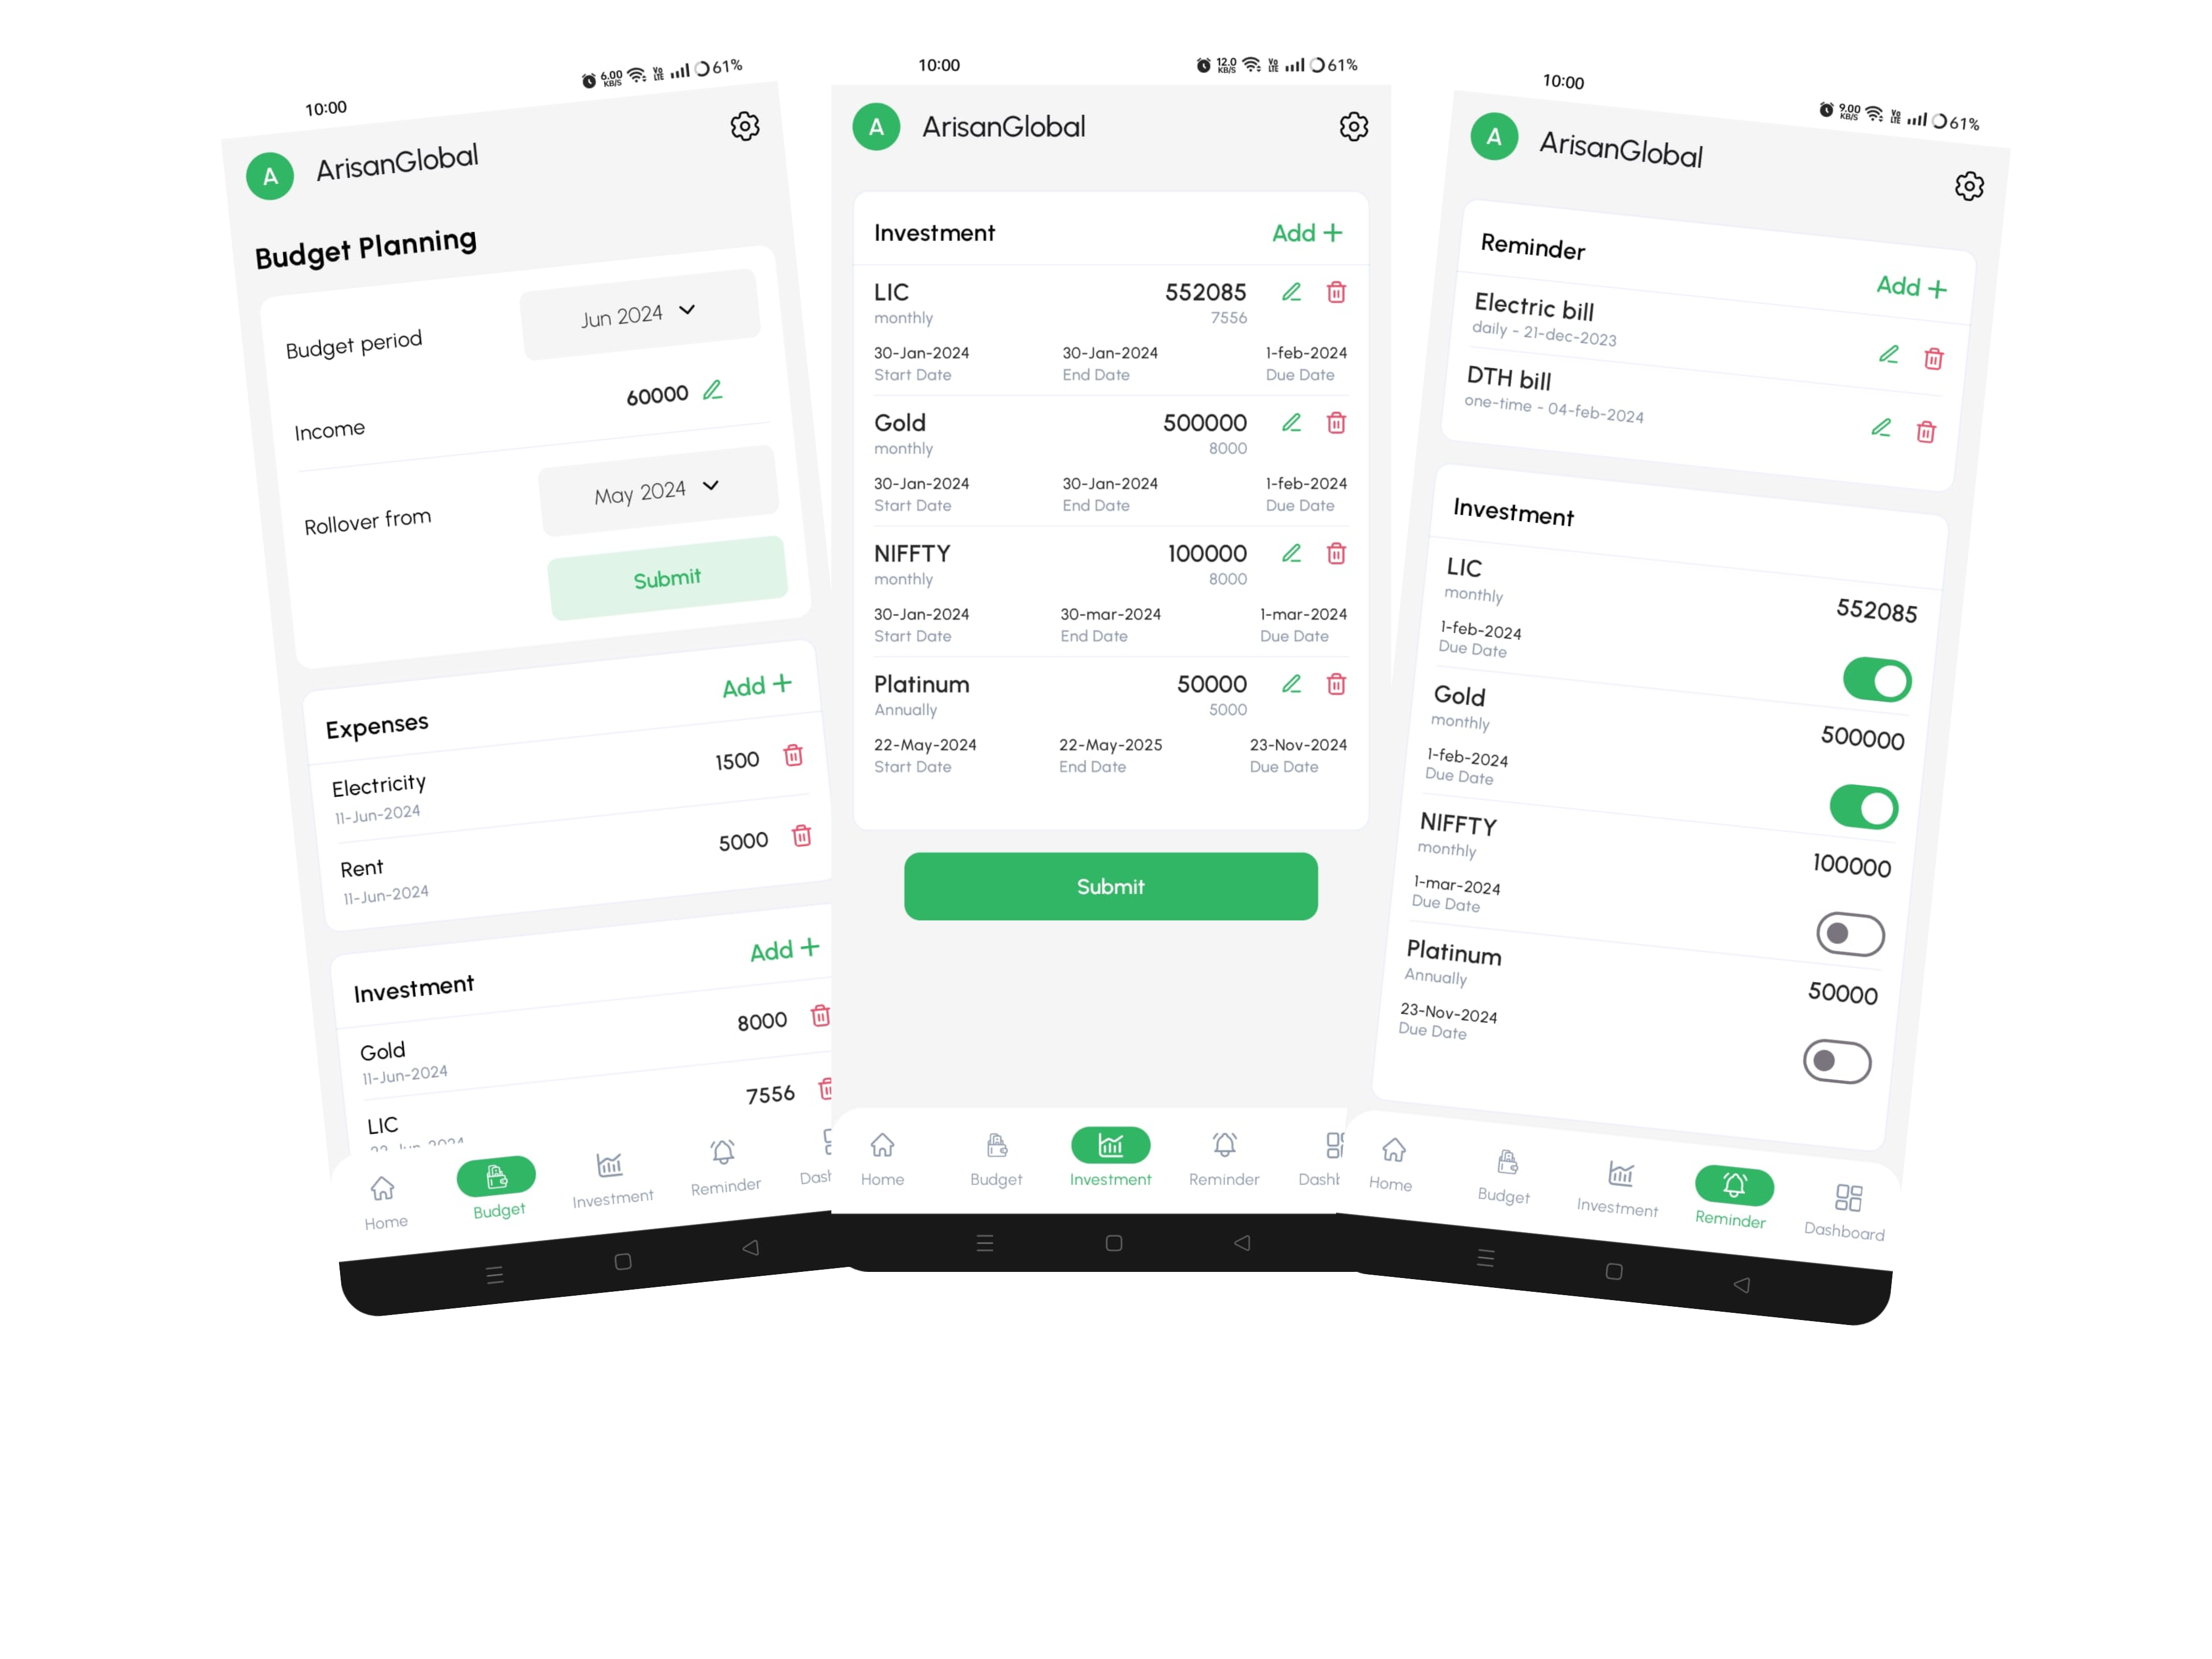 10:00
6.00 KB/S Vo LTE 61%
A ArisanGlobal
Budget Planning
Budget period Jun 2024
Income 60000
Rollover from May 2024
Submit
Expenses Add +
Electricity 1500
11-Jun-2024
Rent 5000
11-Jun-2024
Investment Add +
Gold 8000
11-Jun-2024
LIC 7556
Home Budget Investment Reminder
10:00
12.0 KB/S Vo LTE 61%
A ArisanGlobal
Investment Add +
LIC 552085
monthly 7556
30-Jan-2024 30-Jan-2024 1-feb-2024
Start Date End Date Due Date
Gold 500000
monthly 8000
30-Jan-2024 30-Jan-2024 1-feb-2024
Start Date End Date Due Date
NIFFTY 100000
monthly 8000
30-Jan-2024 30-mar-2024 1-mar-2024
Start Date End Date Due Date
Platinum 50000
Annually 5000
22-May-2024 22-May-2025 23-Nov-2024
Start Date End Date Due Date
Submit
Home Budget Investment Reminder
10:00
9.00 KB/S Vo LTE 61%
A ArisanGlobal
Reminder Add +
Electric bill
daily - 21-dec-2023
DTH bill
one-time - 04-feb-2024
Investment
LIC 552085
monthly
1-feb-2024
Due Date
Gold 500000
monthly
1-feb-2024
Due Date
NIFFTY 100000
monthly
1-mar-2024
Due Date
Platinum 50000
Annually
23-Nov-2024
Due Date
Home Budget Investment Reminder Dashboard